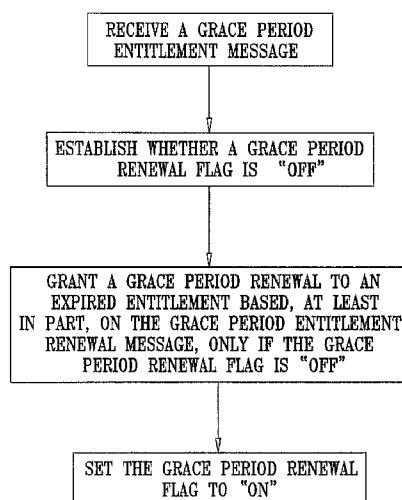 RECEIVE A GRACE PERIOD
ENTITLEMENT MESSAGE
ESTABLISH WHETHER A GRACE PERIOD
RENEWAL FLAG IS "OFF"
GRANT A GRACE PERIOD RENEWAL TO AN
EXPIRED ENTITLEMENT BASED, AT LEAST
IN PART, ON THE GRACE PERIOD ENTITLEMENT
RENEWAL MESSAGE, ONLY IF THE GRACE
PERIOD RENEWAL FLAG IS "OFF"
SET THE GRACE PERIOD RENEWAL
FLAG TO "ON"